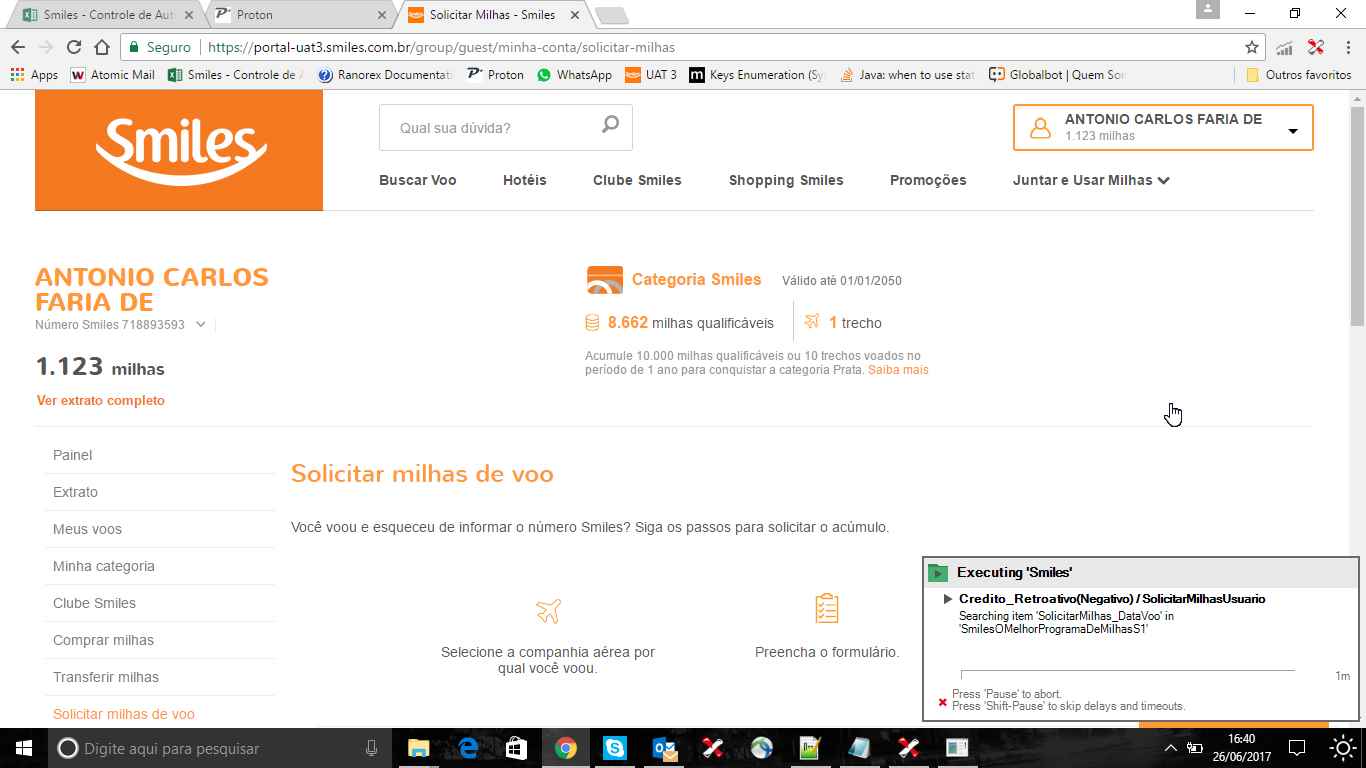 Smiles - Controle de Aut
Proton
Solicitar Milhas - Smiles
Seguro
https://portal-uat3.smiles.com.br/group/guest/minha-conta/solicitar-milhas
Apps
Atomic Mail
Smiles - Controle de A
Ranorex Documentati
Proton
WhatsApp
UAT 3
Keys Enumeration (Sy
Java: when to use stat
Globalbot | Quem Som
Outros favoritos
Smiles
Qual sua dúvida?
ANTONIO CARLOS FARIA DE
1.123 milhas
Buscar Voo
Hotéis
Clube Smiles
Shopping Smiles
Promoções
Juntar e Usar Milhas
ANTONIO CARLOS
FARIA DE
Número Smiles 718893593
1.123 milhas
Ver extrato completo
Categoria Smiles
Válido até 01/01/2050
8.662 milhas qualificáveis
1 trecho
Acumule 10.000 milhas qualificáveis ou 10 trechos voados no
período de 1 ano para conquistar a categoria Prata. Saiba mais
Painel
Extrato
Meus voos
Minha categoria
Clube Smiles
Comprar milhas
Transferir milhas
Solicitar milhas de voo
Solicitar milhas de voo
Você voou e esqueceu de informar o número Smiles? Siga os passos para solicitar o acúmulo.
Selecione a companhia aérea por
qual você voou.
Preencha o formulário.
Executing 'Smiles'
Credito_Retroativo(Negativo) / SolicitarMilhasUsuario
Searching item 'SolicitarMilhas_DataVoo' in
'SmilesOMelhorProgramaDeMilhasS1'
1m
Press 'Pause' to abort.
Press 'Shift-Pause' to skip delays and timeouts.
Digite aqui para pesquisar
16:40
26/06/2017